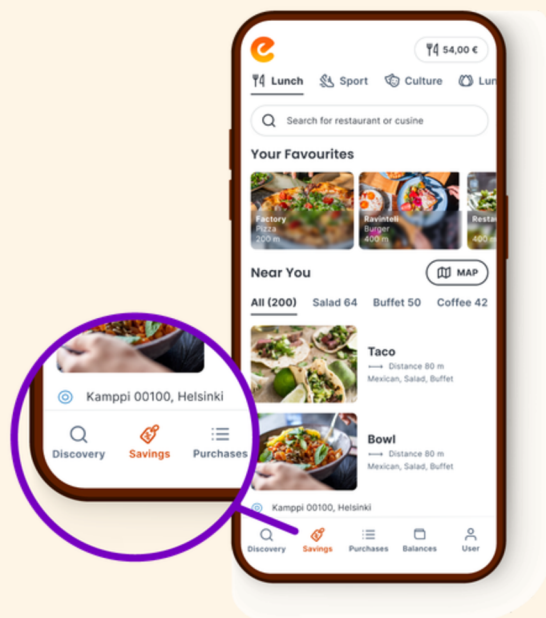 54,00 €
Lunch Sport Culture Lun
Search for restaurant or cusine
Your Favourites
Factory
Pizza
200 m
Ravinteli
Burger
400 m
Restau
400 m
Near You
MAP
All (200) Salad 64 Buffet 50 Coffee 42
Taco
Distance 80 m
Mexican, Salad, Buffet
Bowl
Distance 80 m
Mexican, Salad, Buffet
Kamppi 00100, Helsinki
Discovery Savings Purchases Balances User
Kamppi 00100, Helsinki
Discovery Savings Purchases